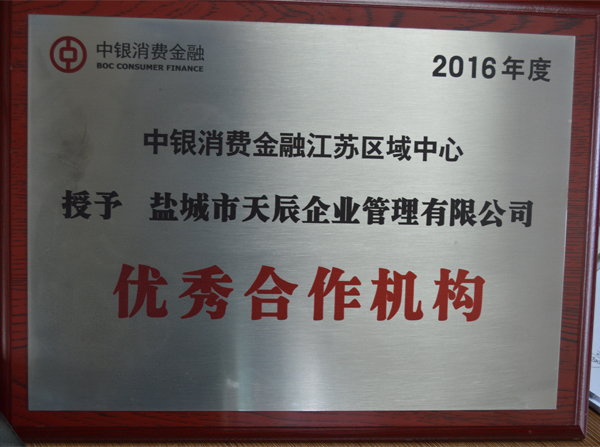 中银消费金融
BOC CONSUMER FINANCE
2016年度
中银消费金融江苏区域中心
授予 盐城市天辰企业管理有限公司
优秀合作机构